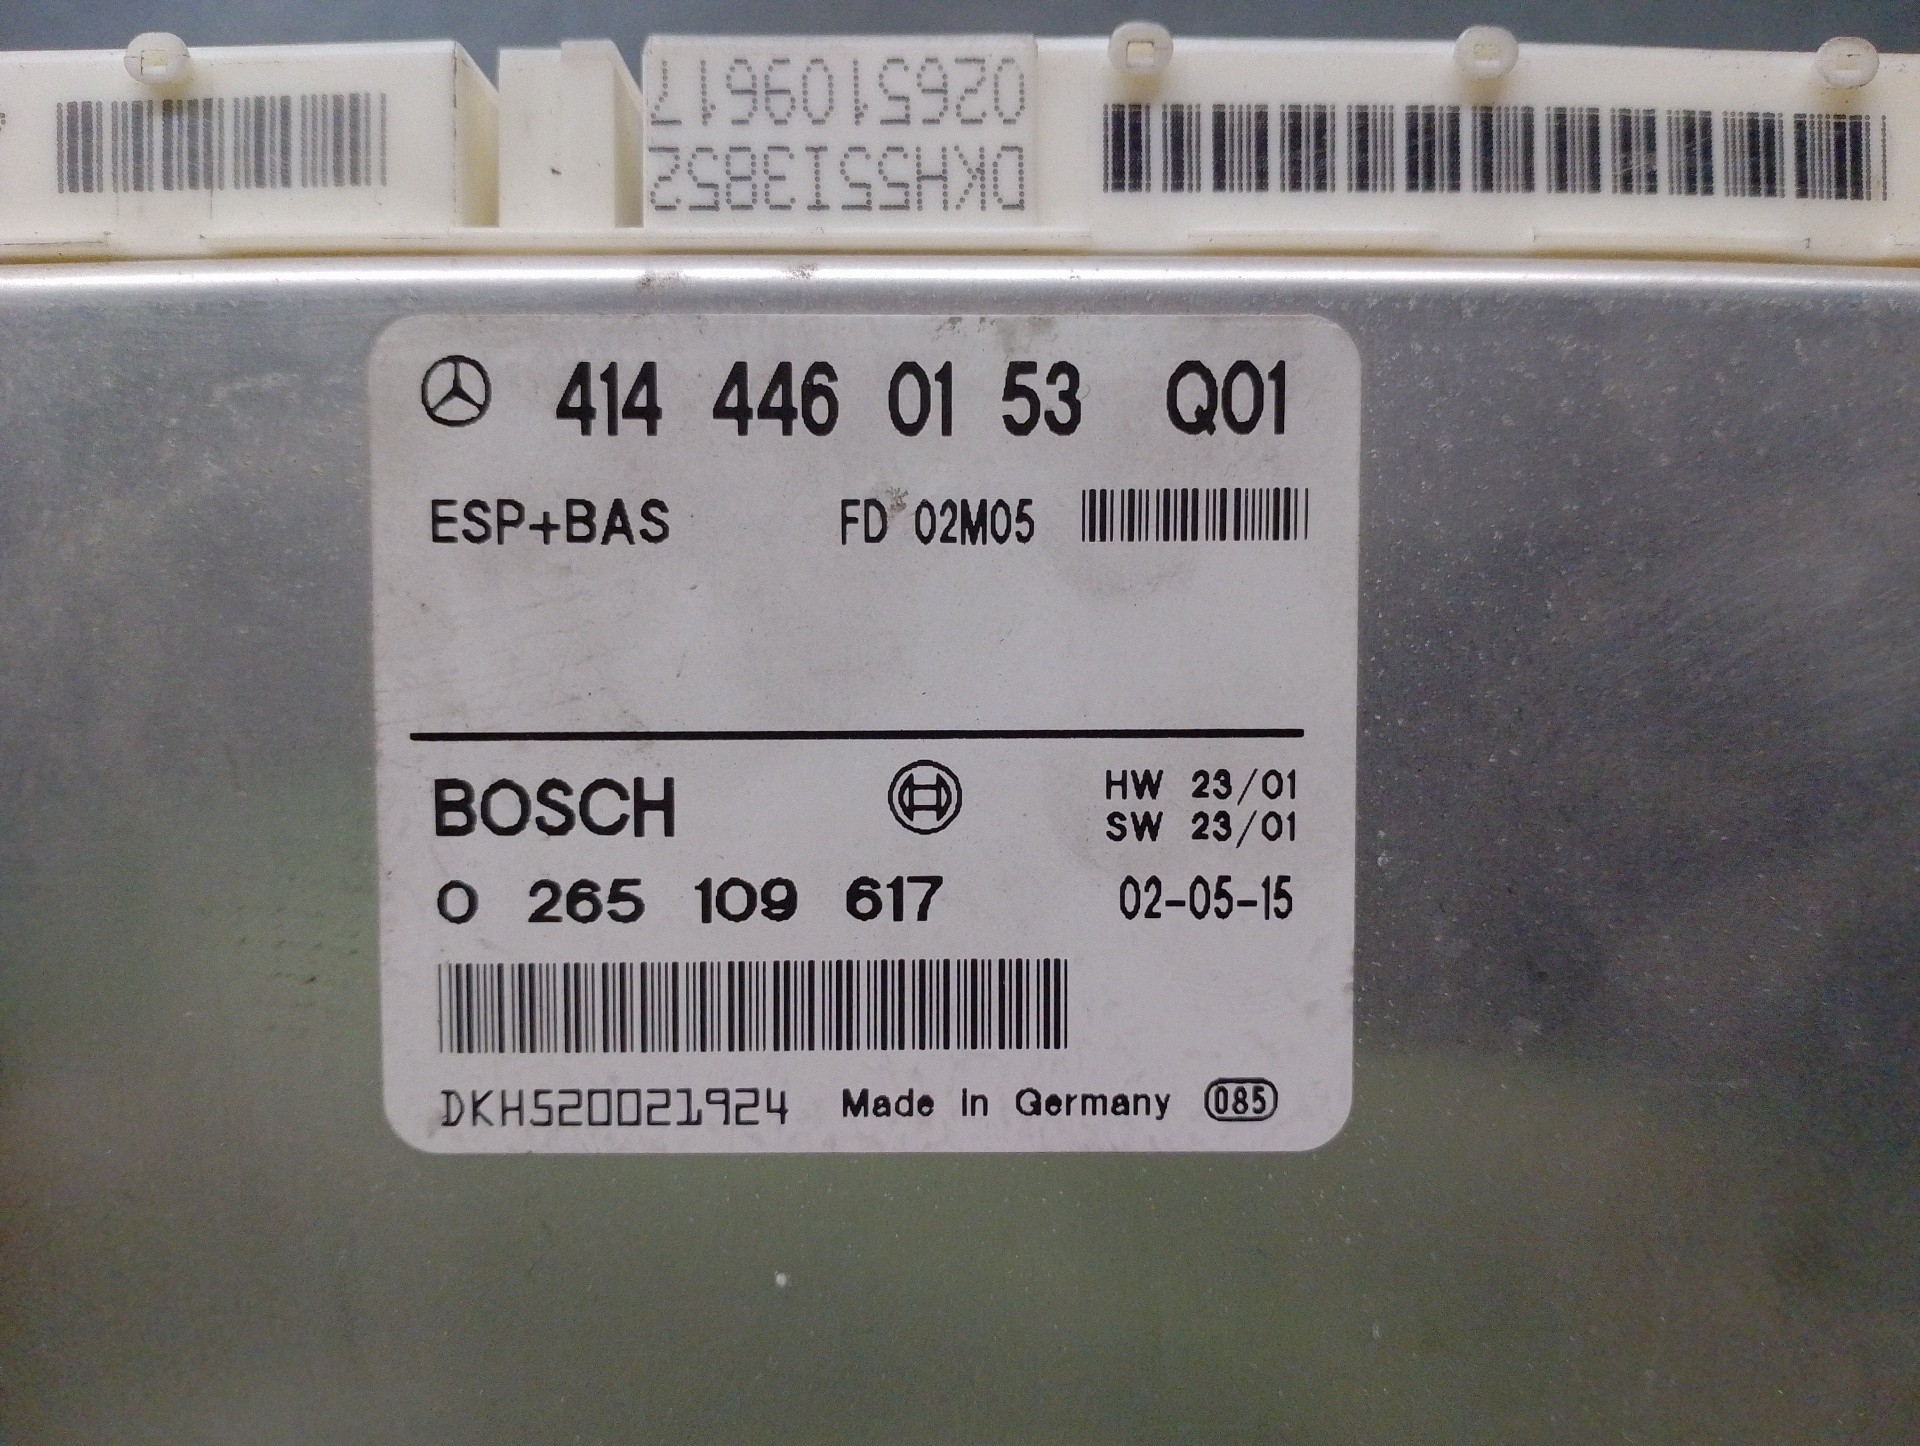 0265109617
414 446 01 53 Q01
ESP+BAS FD 02M05
BOSCH HW 23/01
SW 23/01
0 265 109 617 02-05-15
DKH520021924 Made in Germany 085